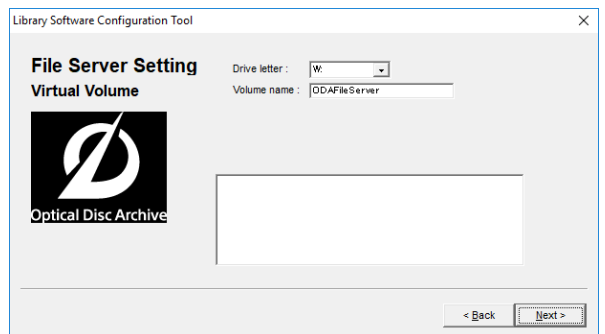 Library Software Configuration Tool
File Server Setting
Virtual Volume
Drive letter : W:
Volume name : ODAFileServer
Optical Disc Archive
< Back
Next >